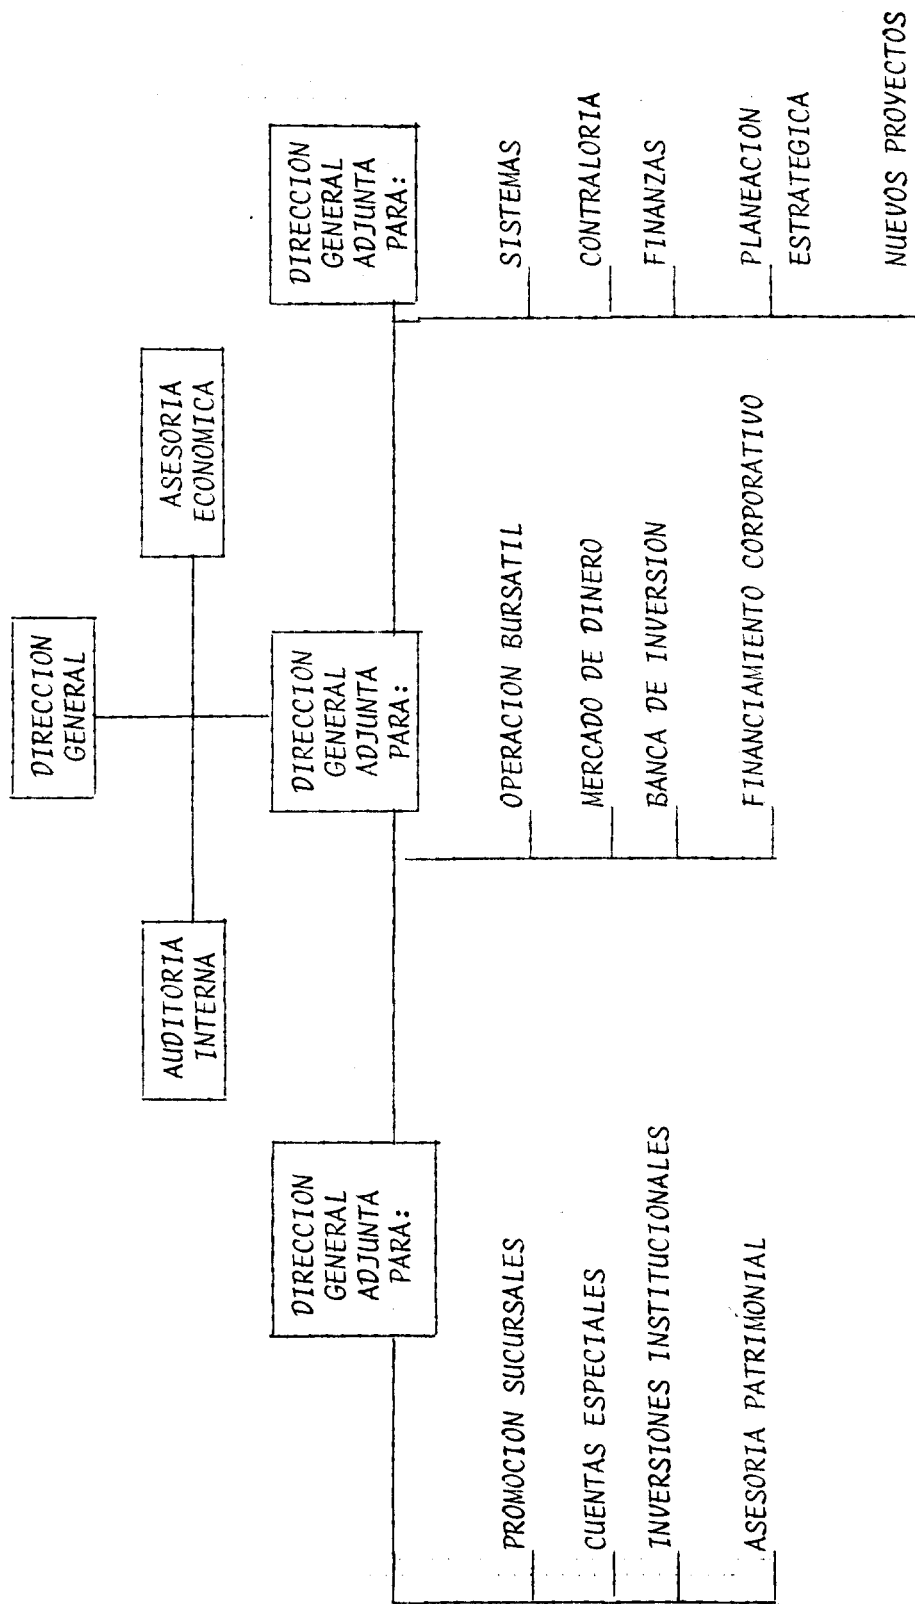 DIRECCION
GENERAL
AUDITORIA
INTERNA
ASESORIA
ECONOMICA
DIRECCION
GENERAL
ADJUNTA
PARA:
PROMOCION SUCURSALES
CUENTAS ESPECIALES
INVERSIONES INSTITUCIONALES
ASESORIA PATRIMONIAL
DIRECCION
GENERAL
ADJUNTA
PARA:
OPERACION BURSATIL
MERCADO DE DINERO
BANCA DE INVERSION
FINANCIAMIENTO CORPORATIVO
DIRECCION
GENERAL
ADJUNTA
PARA:
SISTEMAS
CONTRALORIA
FINANZAS
PLANEACION
ESTRATEGICA
NUEVOS PROYECTOS